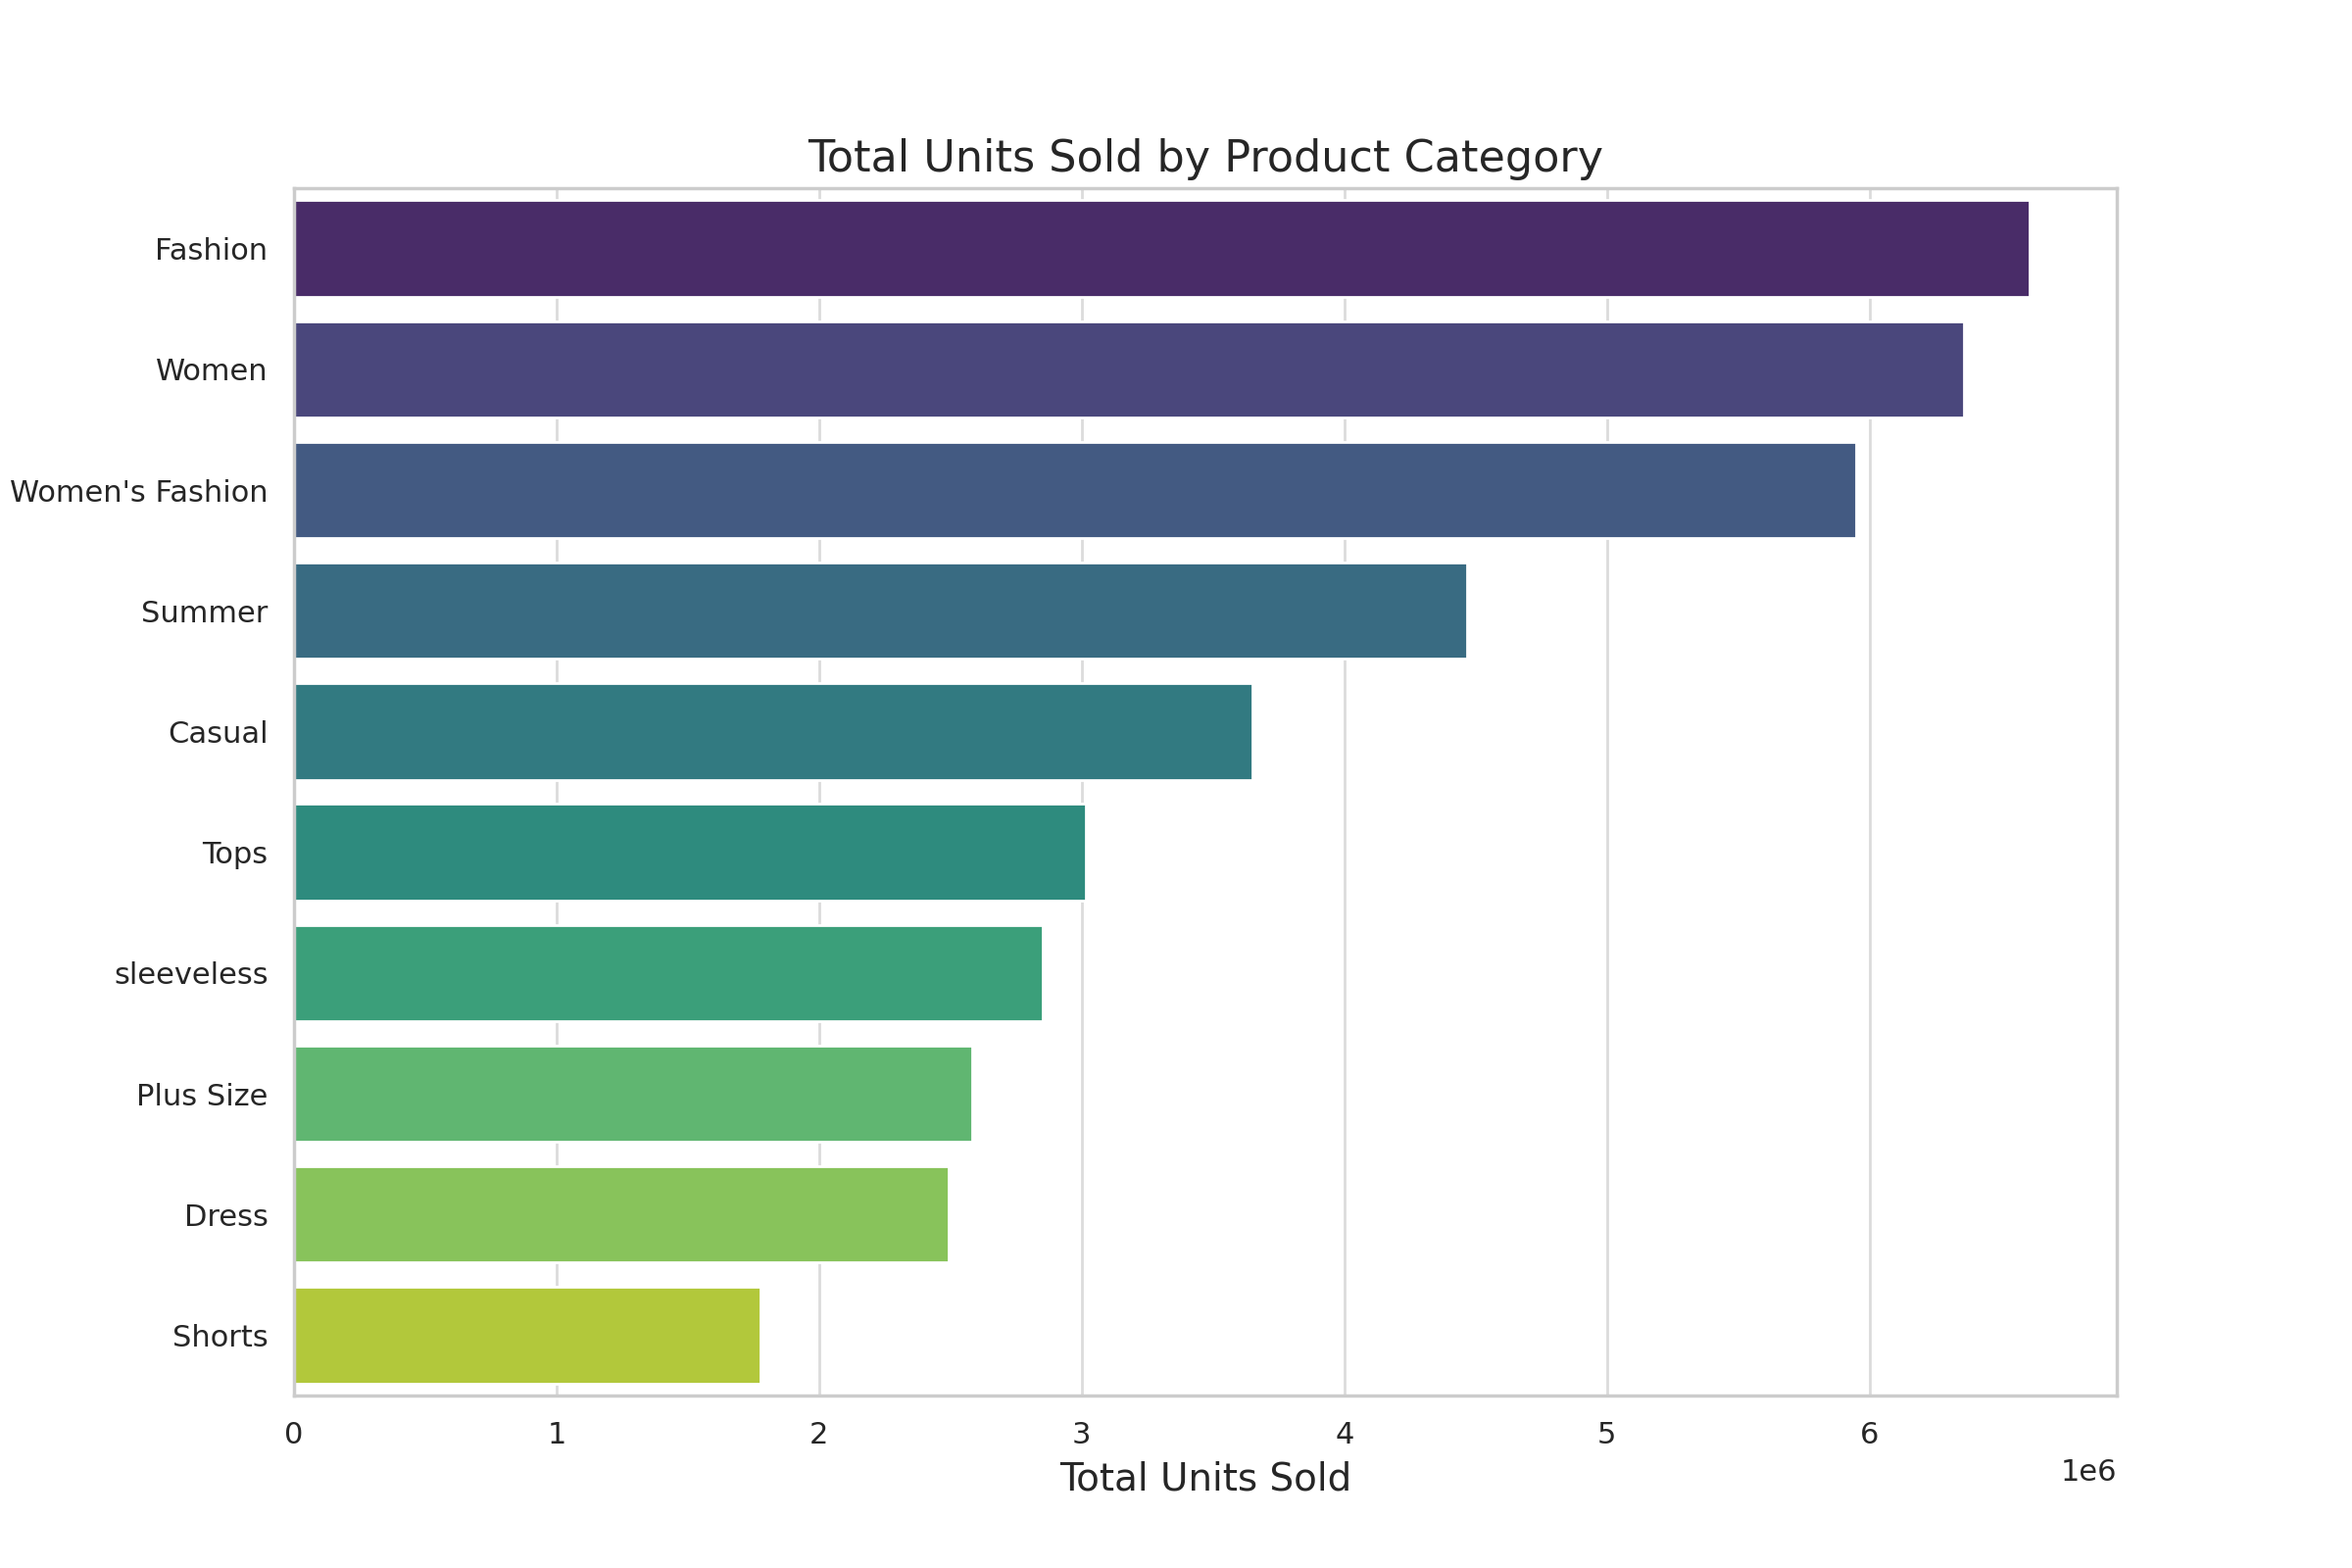 Total Units Sold by Product Category
Fashion
Women
Women's Fashion
Summer
Casual
Tops
sleeveless
Plus Size
Dress
Shorts
0 1 2 3 4 5 6
1e6
Total Units Sold